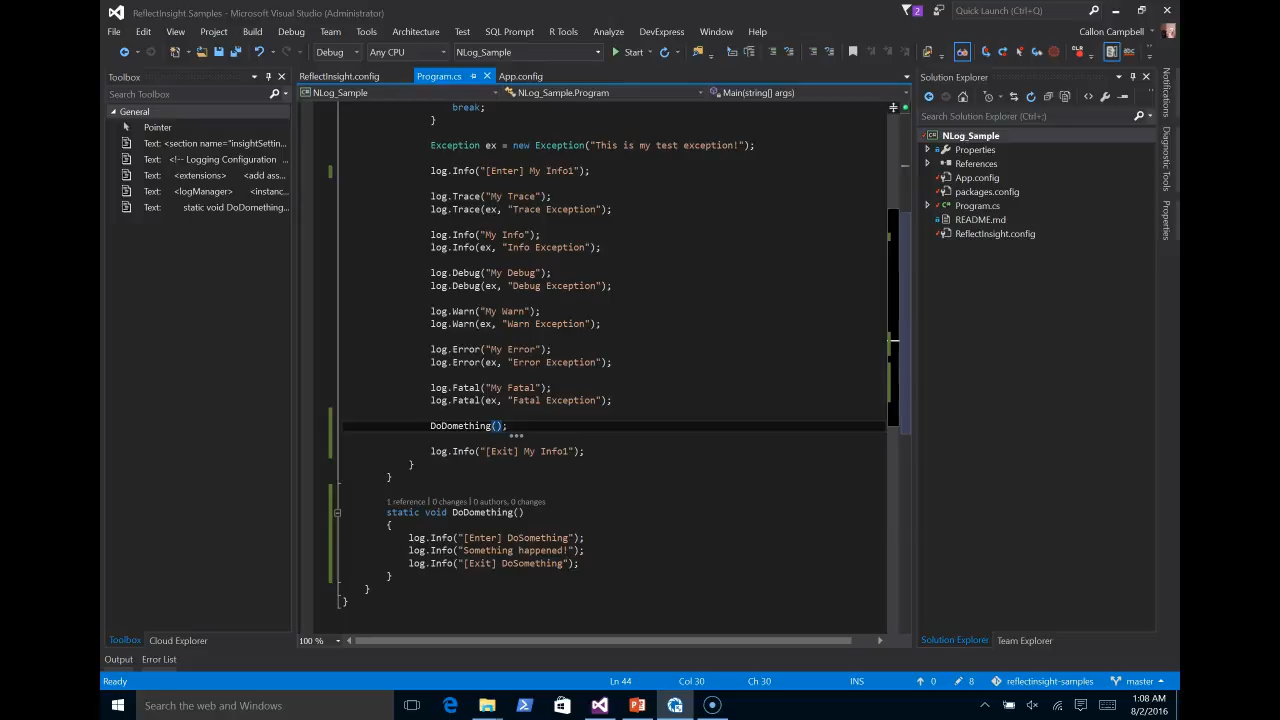 ReflectInsight Samples - Microsoft Visual Studio (Administrator)
2
Quick Launch (Ctrl+Q)
File Edit View Project Build Debug Team Tools Architecture Test SQL Prompt R Tools Analyze DevExpress Window Help
Callon Campbell
Debug Any CPU NLog_Sample Start
Toolbox
Search Toolbox
General
Pointer
Text: <section name="insightSettin...
Text: <!-- Logging Configuration
Text: <extensions> <add ass...
Text: <logManager> <instanc...
Text: static void DoDomething...
Toolbox Cloud Explorer
ReflectInsight.config Program.cs App.config
NLog_Sample NLog_Sample.Program Main(string[] args)
break;
}
Exception ex = new Exception("This is my test exception!");
log.Info("[Enter] My Info1");
log.Trace("My Trace");
log.Trace(ex, "Trace Exception");
log.Info("My Info");
log.Info(ex, "Info Exception");
log.Debug("My Debug");
log.Debug(ex, "Debug Exception");
log.Warn("My Warn");
log.Warn(ex, "Warn Exception");
log.Error("My Error");
log.Error(ex, "Error Exception");
log.Fatal("My Fatal");
log.Fatal(ex, "Fatal Exception");
DoDomething();
log.Info("[Exit] My Info1");
}
}
1 reference | 0 changes | 0 authors, 0 changes
static void DoDomething()
{
log.Info("[Enter] DoSomething");
log.Info("Something happened!");
log.Info("[Exit] DoSomething");
}
}
}
100 %
Solution Explorer
Search Solution Explorer (Ctrl+;)
NLog_Sample
Properties
References
App.config
packages.config
Program.cs
README.md
ReflectInsight.config
Solution Explorer Team Explorer
Notifications
Diagnostic Tools
Properties
Output Error List
Ready Ln 44 Col 30 Ch 30 INS 0 8 reflectinsight-samples master
Search the web and Windows
1:08 AM
8/2/2016